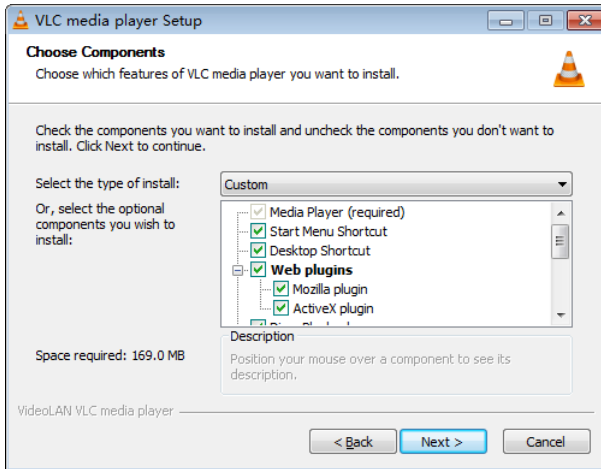 VLC media player Setup
Choose Components
Choose which features of VLC media player you want to install.
Check the components you want to install and uncheck the components you don't want to
install. Click Next to continue.
Select the type of install:
Custom
Or, select the optional
components you wish to
install:
Media Player (required)
Start Menu Shortcut
Desktop Shortcut
Web plugins
Mozilla plugin
ActiveX plugin
Space required: 169.0 MB
Description
Position your mouse over a component to see its
description.
VideoLAN VLC media player
< Back
Next >
Cancel